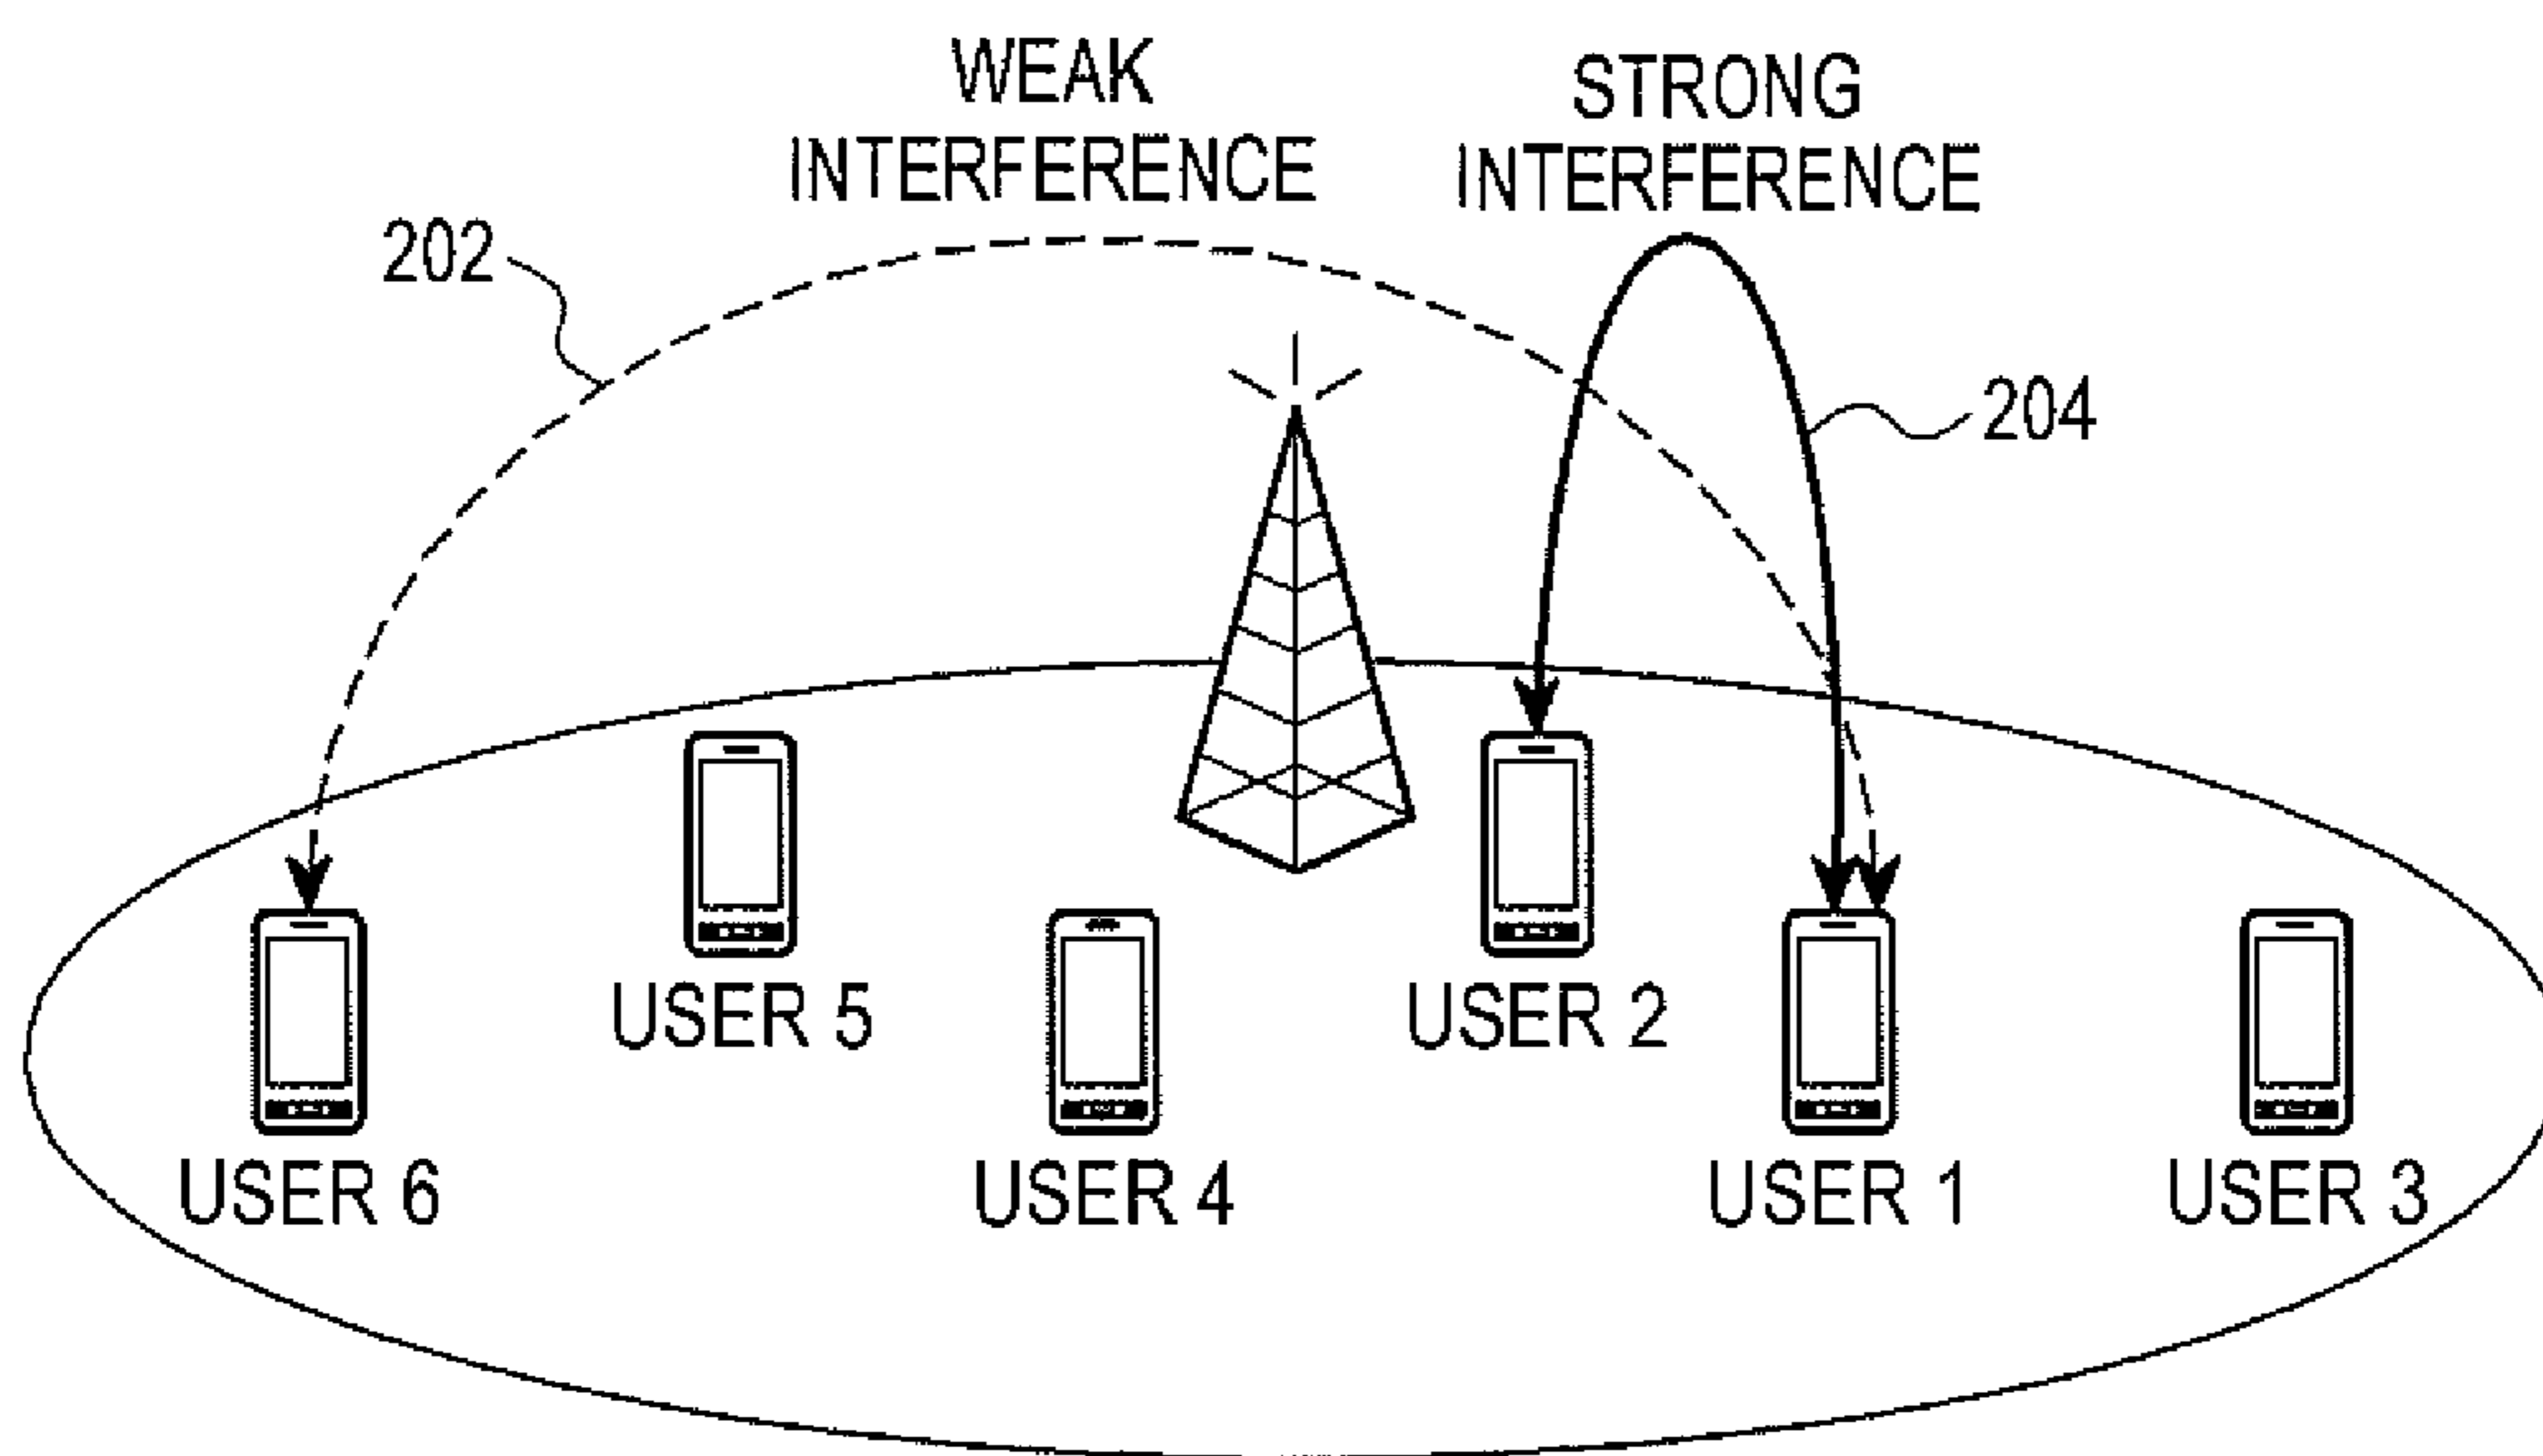 WEAK
INTERFERENCE
STRONG
INTERFERENCE
202
204
USER 5
USER 2
USER 6
USER 4
USER 1
USER 3